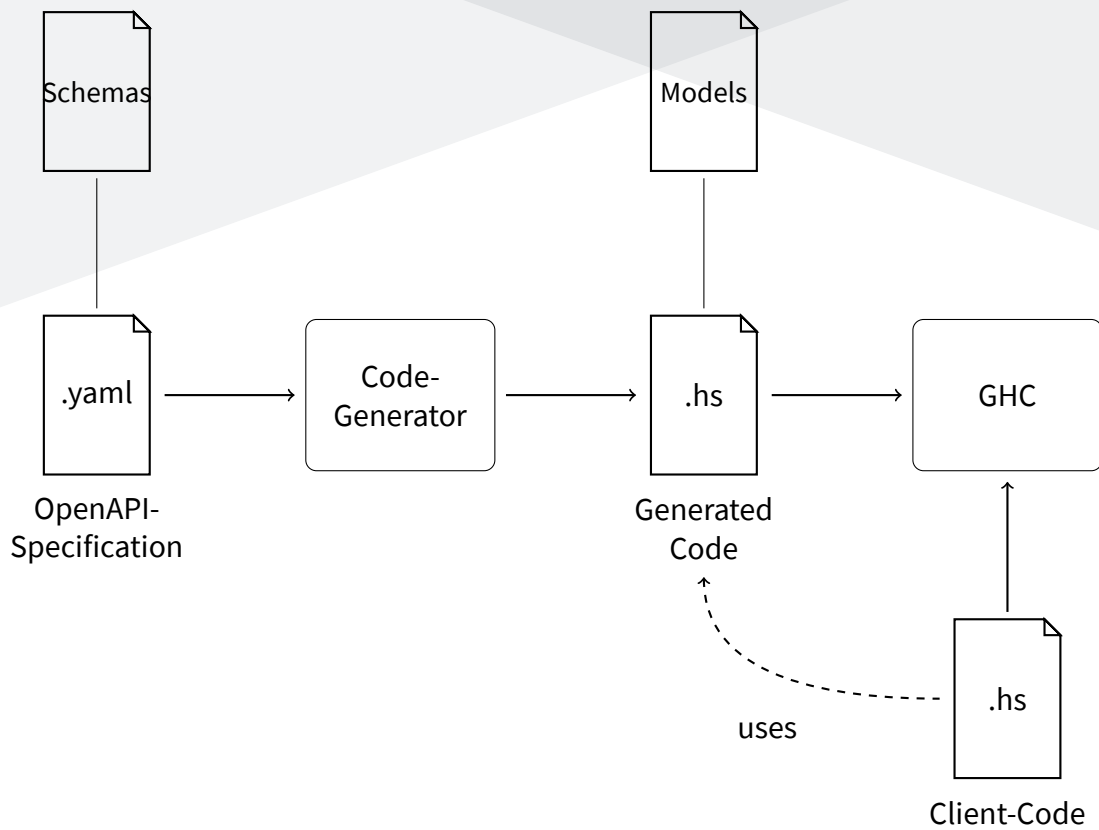 Schemas
Models
.yaml
Code-
Generator
.hs
GHC
OpenAPI-
Specification
Generated
Code
uses
.hs
Client-Code